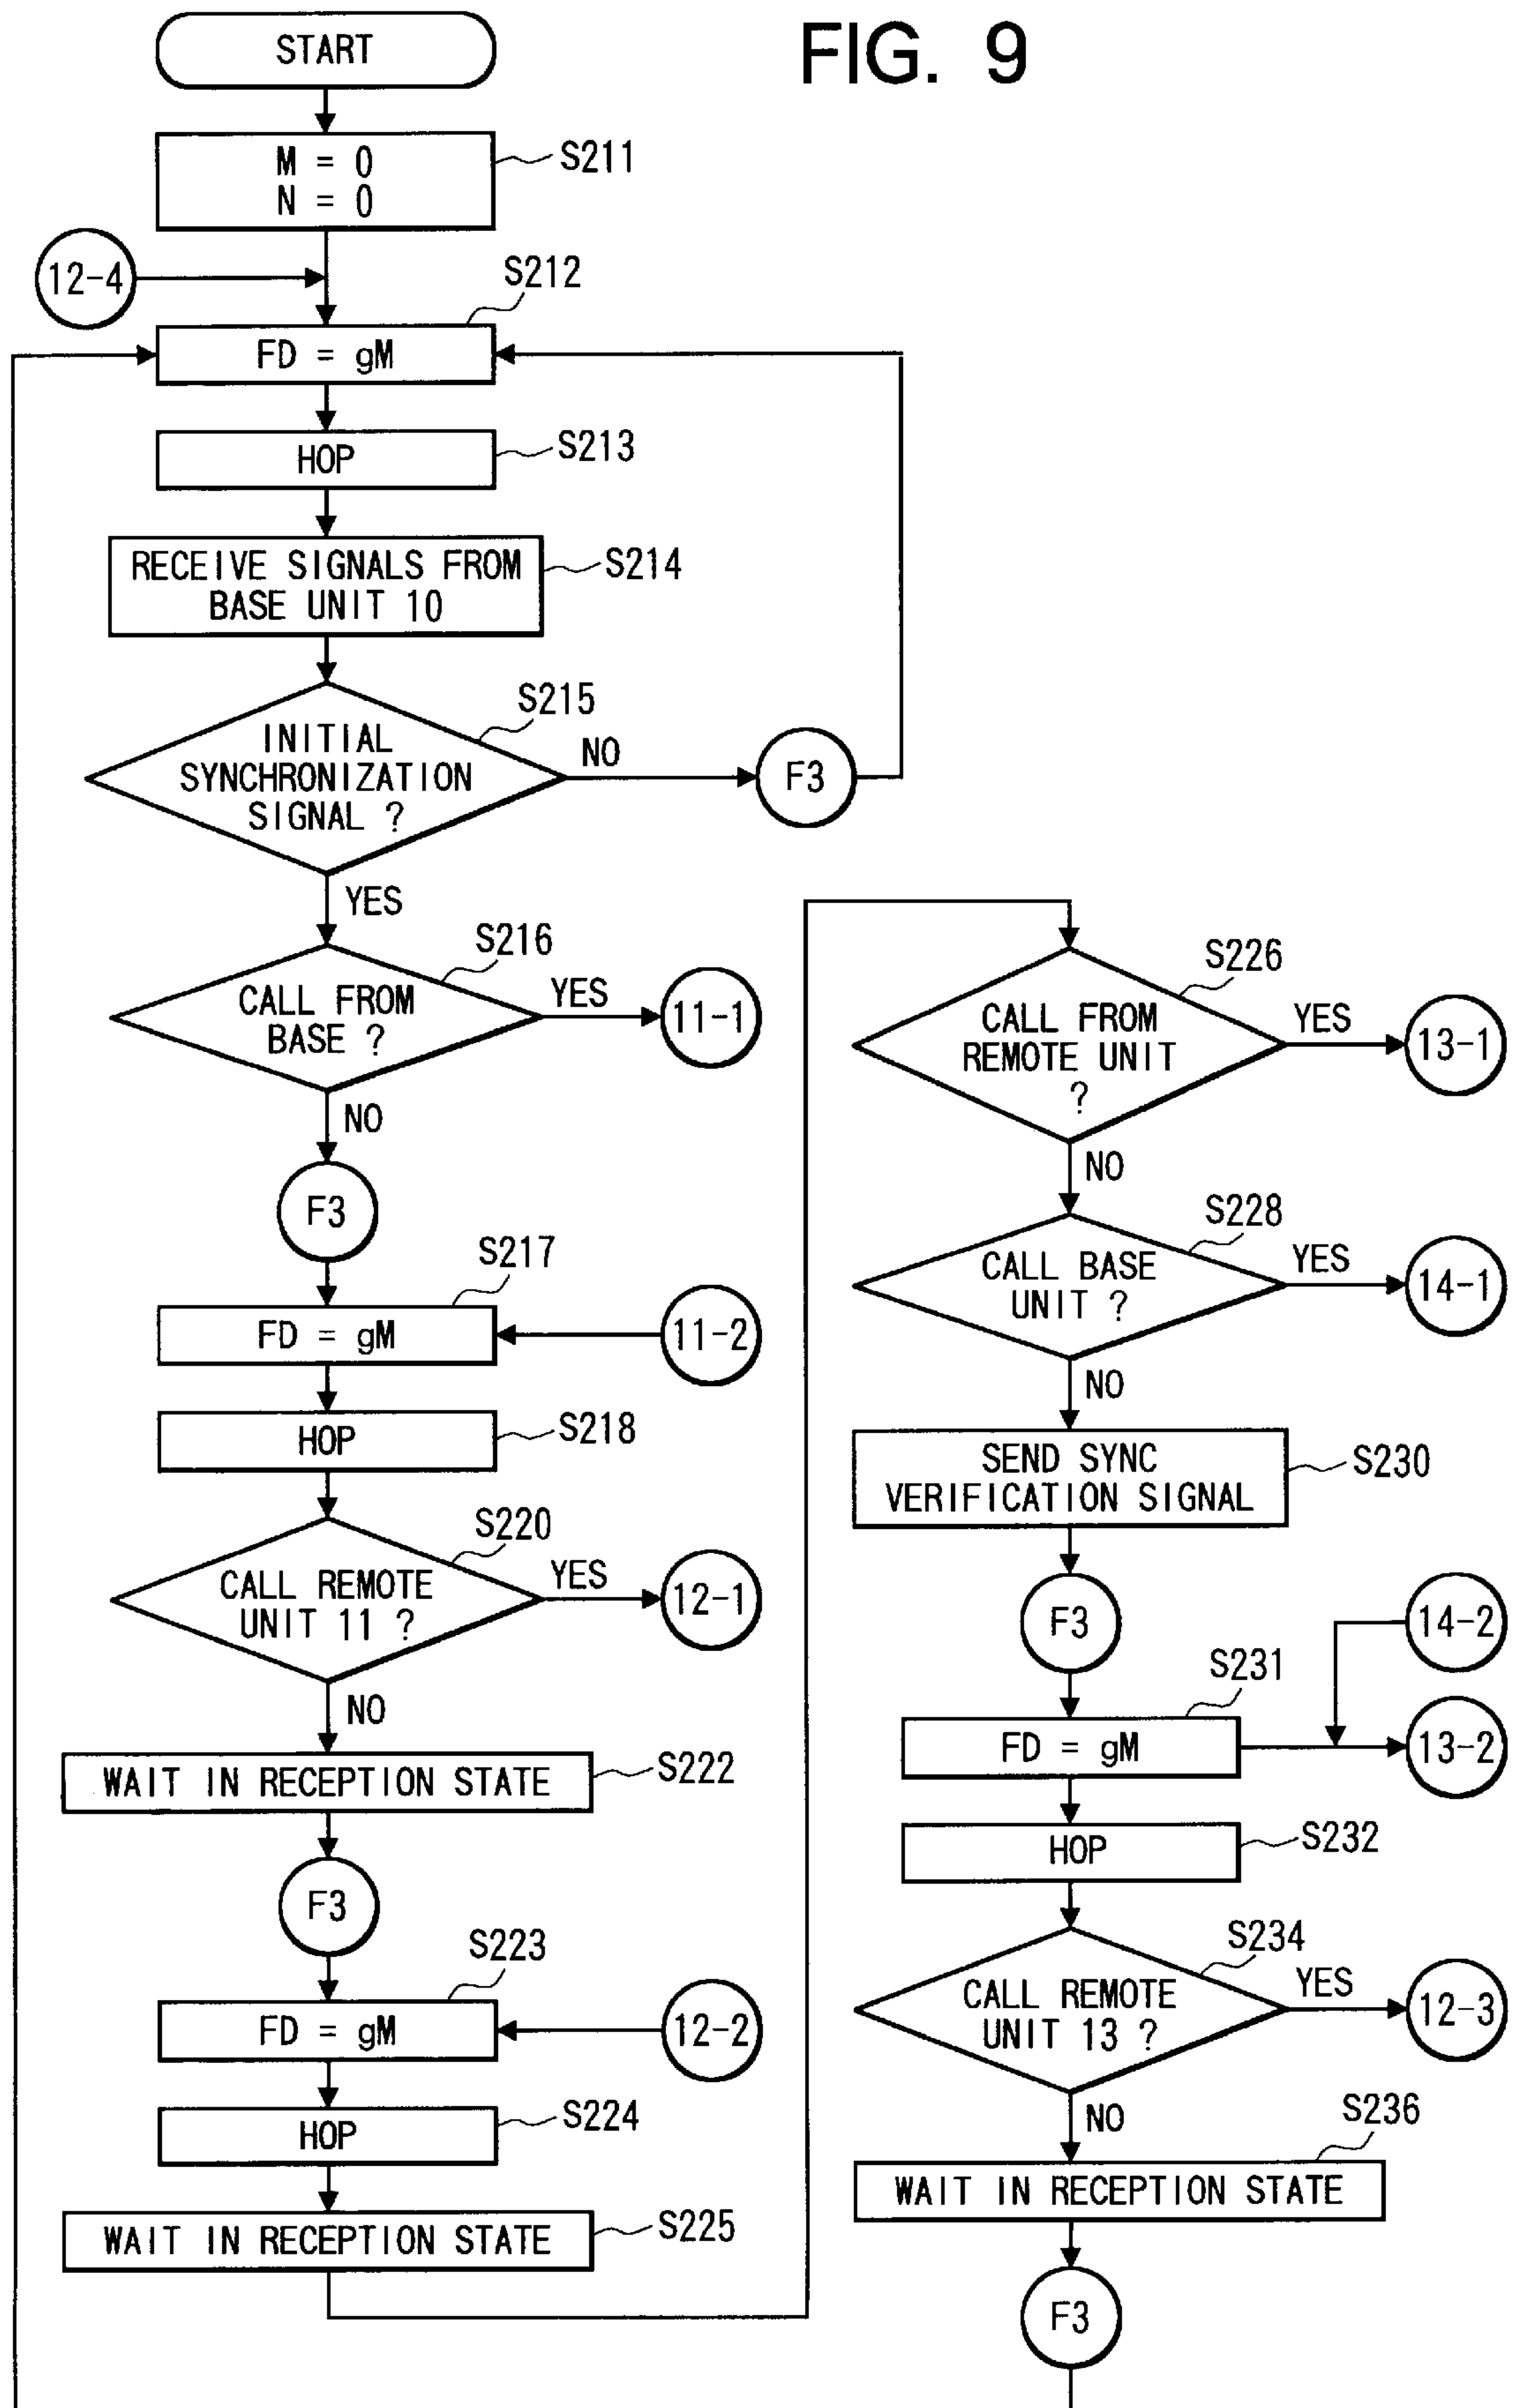 FIG. 9
START
M = 0
N = 0
S211
12-4
S212
FD = gM
HOP
S213
RECEIVE SIGNALS FROM
BASE UNIT 10
S214
S215
INITIAL
SYNCHRONIZATION
SIGNAL ?
NO
F3
YES
S216
CALL FROM
BASE ?
YES
11-1
NO
F3
S217
FD = gM
11-2
HOP
S218
S220
CALL REMOTE
UNIT 11 ?
YES
12-1
NO
WAIT IN RECEPTION STATE
S222
F3
S223
FD = gM
12-2
HOP
S224
WAIT IN RECEPTION STATE
S225
S226
CALL FROM
REMOTE UNIT
?
YES
13-1
NO
S228
CALL BASE
UNIT ?
YES
14-1
NO
SEND SYNC
VERIFICATION SIGNAL
S230
F3
14-2
S231
FD = gM
13-2
HOP
S232
S234
CALL REMOTE
UNIT 13 ?
YES
12-3
NO
S236
WAIT IN RECEPTION STATE
F3